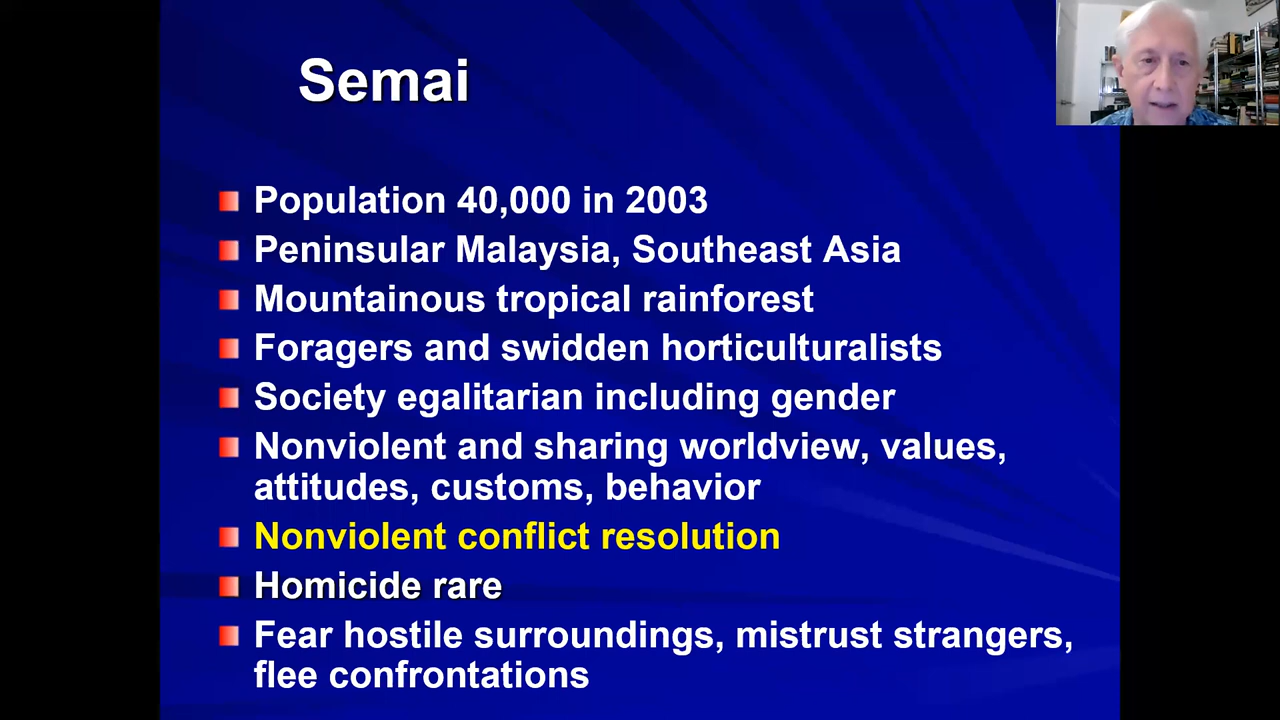 Semai
Population 40,000 in 2003
Peninsular Malaysia, Southeast Asia
Mountainous tropical rainforest
Foragers and swidden horticulturalists
Society egalitarian including gender
Nonviolent and sharing worldview, values,
attitudes, customs, behavior
Nonviolent conflict resolution
Homicide rare
Fear hostile surroundings, mistrust strangers,
flee confrontations